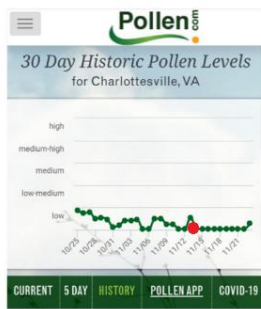 Pollen.com
30 Day Historic Pollen Levels
for Charlottesville, VA
high
medium-high
medium
low-medium
low
10/25 10/28 10/31 11/03 11/06 11/09 11/12 11/15 11/18 11/21
CURRENT 5 DAY HISTORY POLLEN APP COVID-19